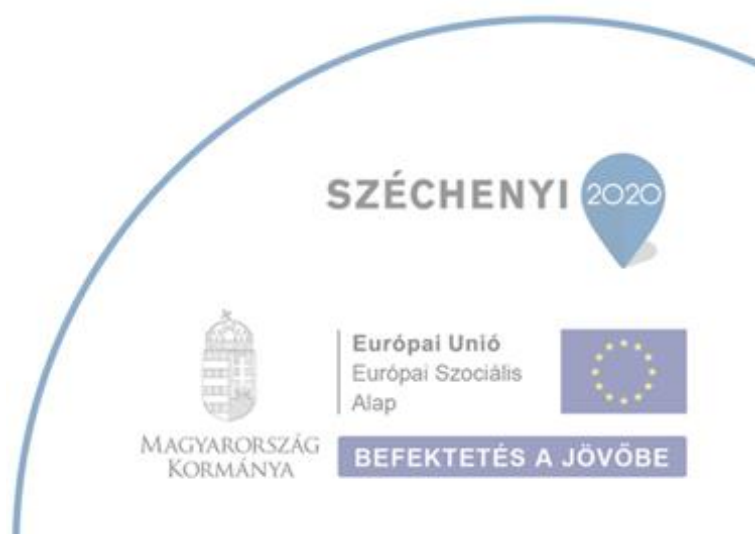 SZÉCHENYI 2020
Európai Unió
Európai Szociális
Alap
MAGYARORSZÁG
KORMÁNYA
BEFEKTETÉS A JÖVŐBE